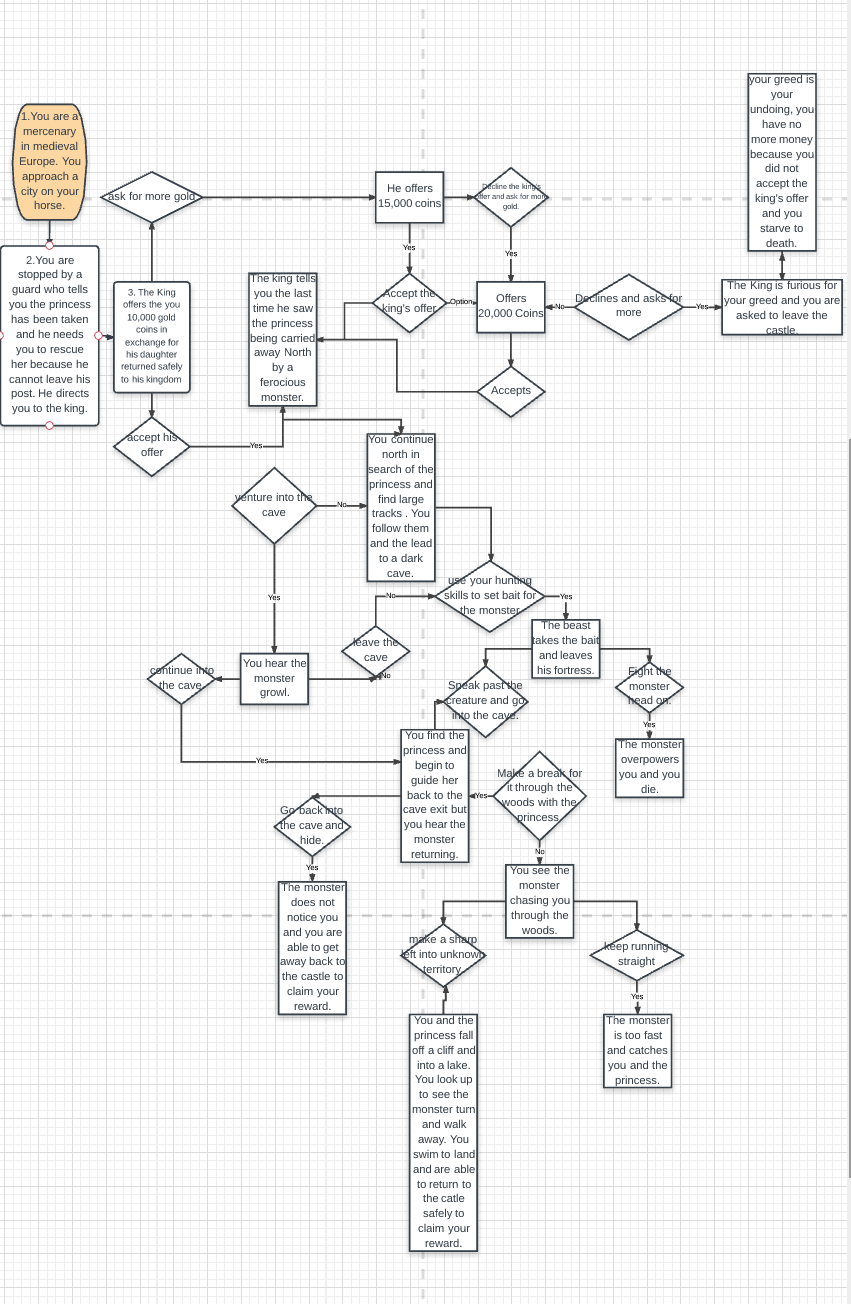 1.You are a
mercenary
in medieval
Europe. You
approach a
city on your
horse.
2.You are
stopped by a
guard who tells
you the princess
has been taken
and he needs
you to rescue
her because he
cannot leave his
post. He directs
you to the king.
3. The King
offers the you
10,000 gold
coins in
exchange for
his daughter
returned safely
to his kingdom
ask for more gold
He offers
15,000 coins
Decline the king's
offer and ask for more
gold.
Yes
Yes
Accept the
king's offer
Option
Offers
20,000 Coins
No
Declines and asks for
more
Yes
The King is furious for
your greed and you are
asked to leave the
castle.
your greed is
your
undoing, you
have no
more money
because you
did not
accept the
king's offer
and you
starve to
death.
Accepts
The king tells
you the last
time he saw
the princess
being carried
away North
by a
ferocious
monster.
accept his
offer
Yes
You continue
north in
search of the
princess and
find large
tracks . You
follow them
and the lead
to a dark
cave.
venture into the
cave
No
Yes
use your hunting
skills to set bait for
the monster
Yes
No
leave the
cave
No
You hear the
monster
growl.
continue into
the cave.
Yes
The beast
takes the bait
and leaves
his fortress.
Speak past the
creature and go
into the cave.
Fight the
monster
head on.
Yes
The monster
overpowers
you and you
die.
You find the
princess and
begin to
guide her
back to the
cave exit but
you hear the
monster
returning.
Yes
Make a break for
it through the
woods with the
princess
No
Go back into
the cave and
hide.
Yes
The monster
does not
notice you
and you are
able to get
away back to
the castle to
claim your
reward.
You see the
monster
chasing you
through the
woods.
make a sharp
left into unknown
territory.
keep running
straight
Yes
The monster
is too fast
and catches
you and the
princess.
You and the
princess fall
off a cliff and
into a lake.
You look up
to see the
monster turn
and walk
away. You
swim to land
and are able
to return to
the catle
safely to
claim your
reward.